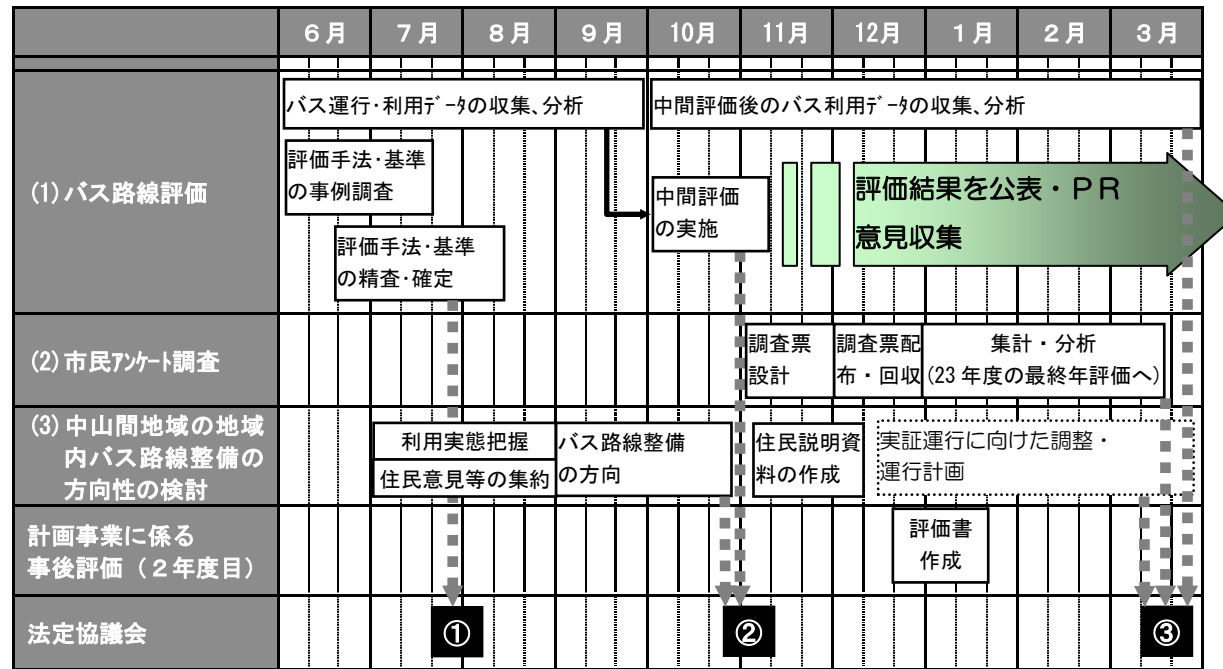 ６月 ７月 ８月 ９月 10月 11月 12月 １月 ２月 ３月
(1)バス路線評価
バス運行･利用ﾃﾞｰﾀの収集､分析
中間評価後のバス利用ﾃﾞｰﾀの収集､分析
評価手法･基準
の事例調査
評価手法･基準
の精査･確定
中間評価
の実施
評価結果を公表・ＰＲ
意見収集
(2)市民ｱﾝｹｰﾄ調査
調査票
設計
調査票配
布・回収
集計・分析
(23年度の最終年評価へ)
(3)中山間地域の地域
内バス路線整備の
方向性の検討
利用実態把握
住民意見等の集約
バス路線整備
の方向
住民説明資
料の作成
実証運行に向けた調整・
運行計画
計画事業に係る
事後評価（２年度目）
評価書
作成
法定協議会
①
②
③